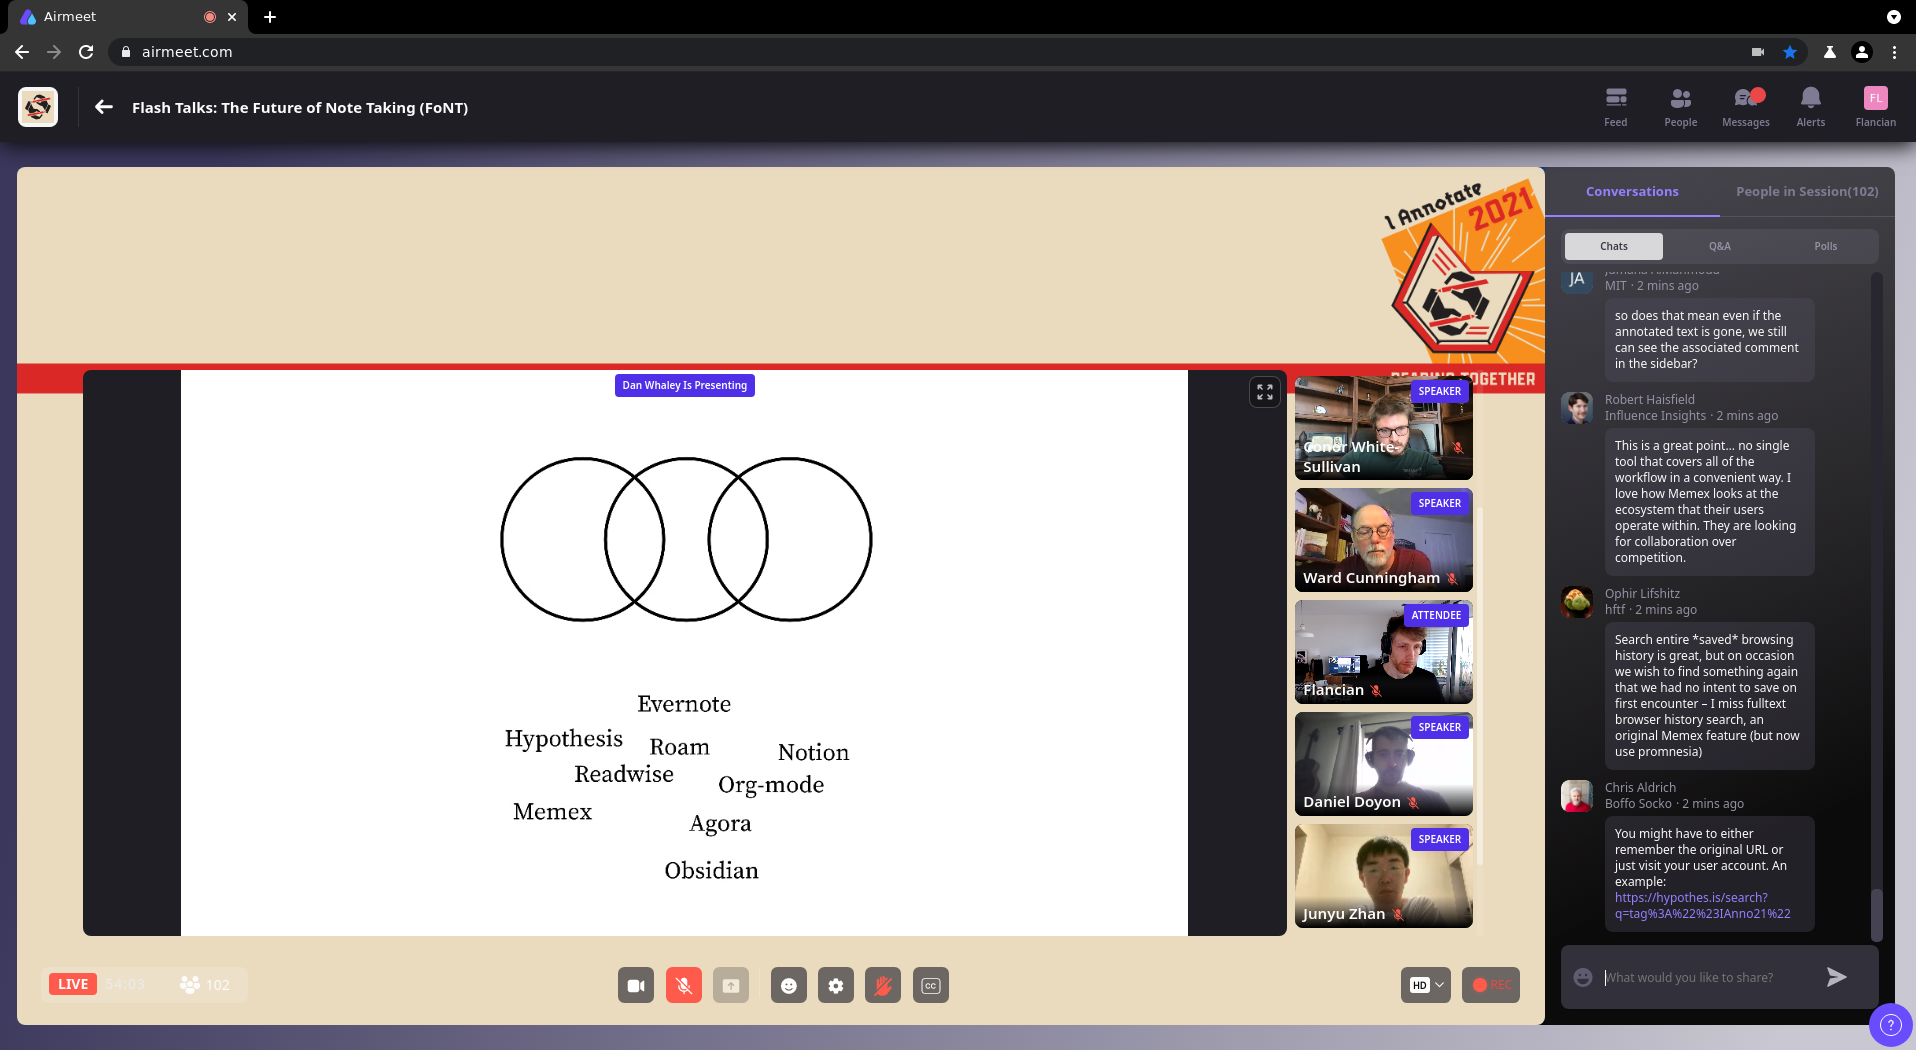 Airmeet
airmeet.com
Flash Talks: The Future of Note Taking (FoNT)
Feed
People
Messages
Alerts
FL
Flancian
I Annotate
2021
READING TOGETHER
Dan Whaley Is Presenting
Evernote
Hypothesis
Roam
Notion
Readwise
Org-mode
Memex
Agora
Obsidian
SPEAKER
Conor White-
Sullivan
SPEAKER
Ward Cunningham
ATTENDEE
Flancian
SPEAKER
Daniel Doyon
SPEAKER
Junyu Zhan
LIVE
54:03
102
CC
HD
REC
Conversations
People in Session(102)
Chats
Q&A
Polls
JA
MIT · 2 mins ago
so does that mean even if the
annotated text is gone, we still
can see the associated comment
in the sidebar?
Robert Haisfield
Influence Insights · 2 mins ago
This is a great point... no single
tool that covers all of the
workflow in a convenient way. I
love how Memex looks at the
ecosystem that their users
operate within. They are looking
for collaboration over
competition.
Ophir Lifshitz
hftf · 2 mins ago
Search entire *saved* browsing
history is great, but on occasion
we wish to find something again
that we had no intent to save on
first encounter – I miss fulltext
browser history search, an
original Memex feature (but now
use promnesia)
Chris Aldrich
Boffo Socko · 2 mins ago
You might have to either
remember the original URL or
just visit your user account. An
example:
https://hypothes.is/search?
q=tag%3A%22%23IAnno21%22
What would you like to share?